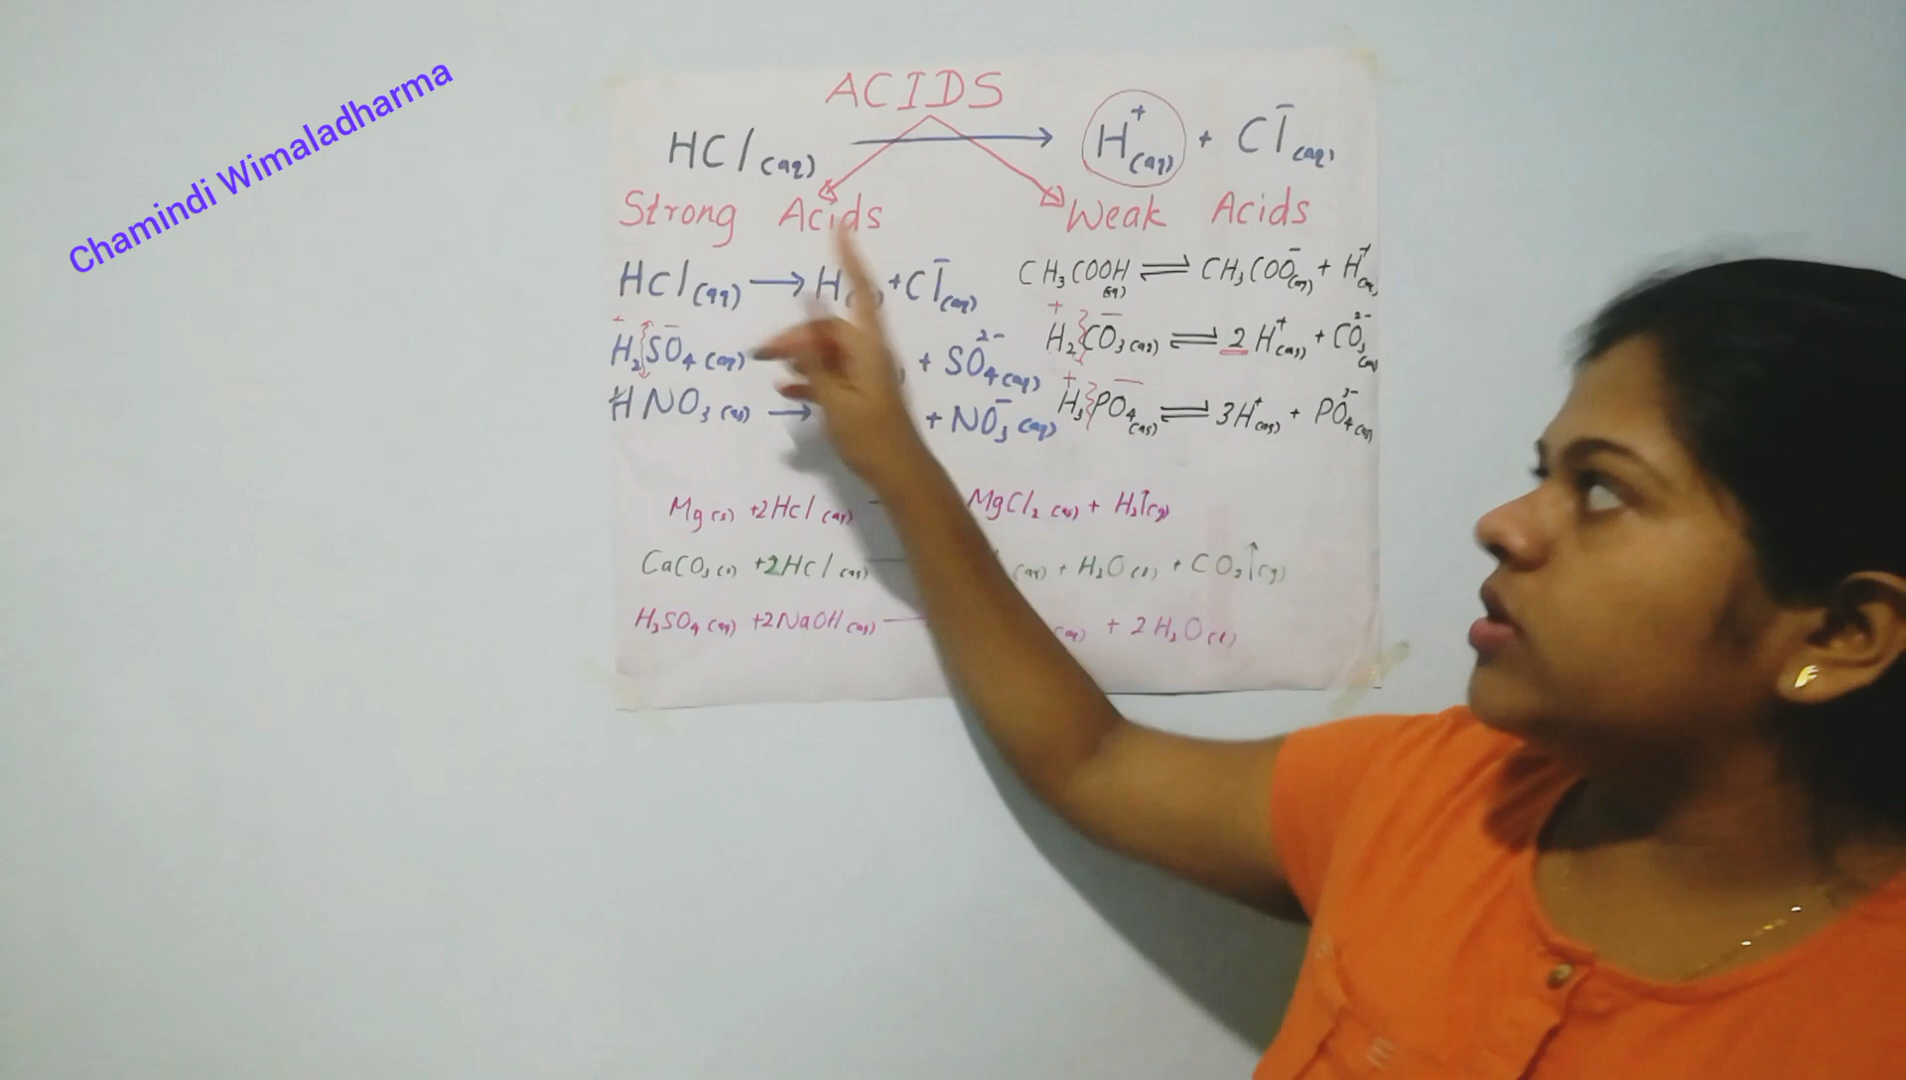 Chamindi Wimaladharma
ACIDS
HCl(aq) → H⁺(aq) + Cl⁻(aq)
Strong Acids
Weak Acids
HCl(aq) → H + Cl⁻(aq)
H₂SO₄(aq) + SO₄²⁻(aq)
HNO₃(aq) → + NO₃⁻(aq)
CH₃COOH(aq) ⇌ CH₃COO⁻(aq) + H⁺(aq)
H₂CO₃(aq) ⇌ 2H⁺(aq) + CO₃²⁻(aq)
H₃PO₄(aq) ⇌ 3H⁺(aq) + PO₄³⁻(aq)
Mg(s) + 2HCl(aq) MgCl₂(aq) + H₂↑(g)
CaCO₃(s) + 2HCl(aq) (aq) + H₂O(l) + CO₂↑(g)
H₂SO₄(aq) + 2NaOH(aq) → (aq) + 2H₂O(l)